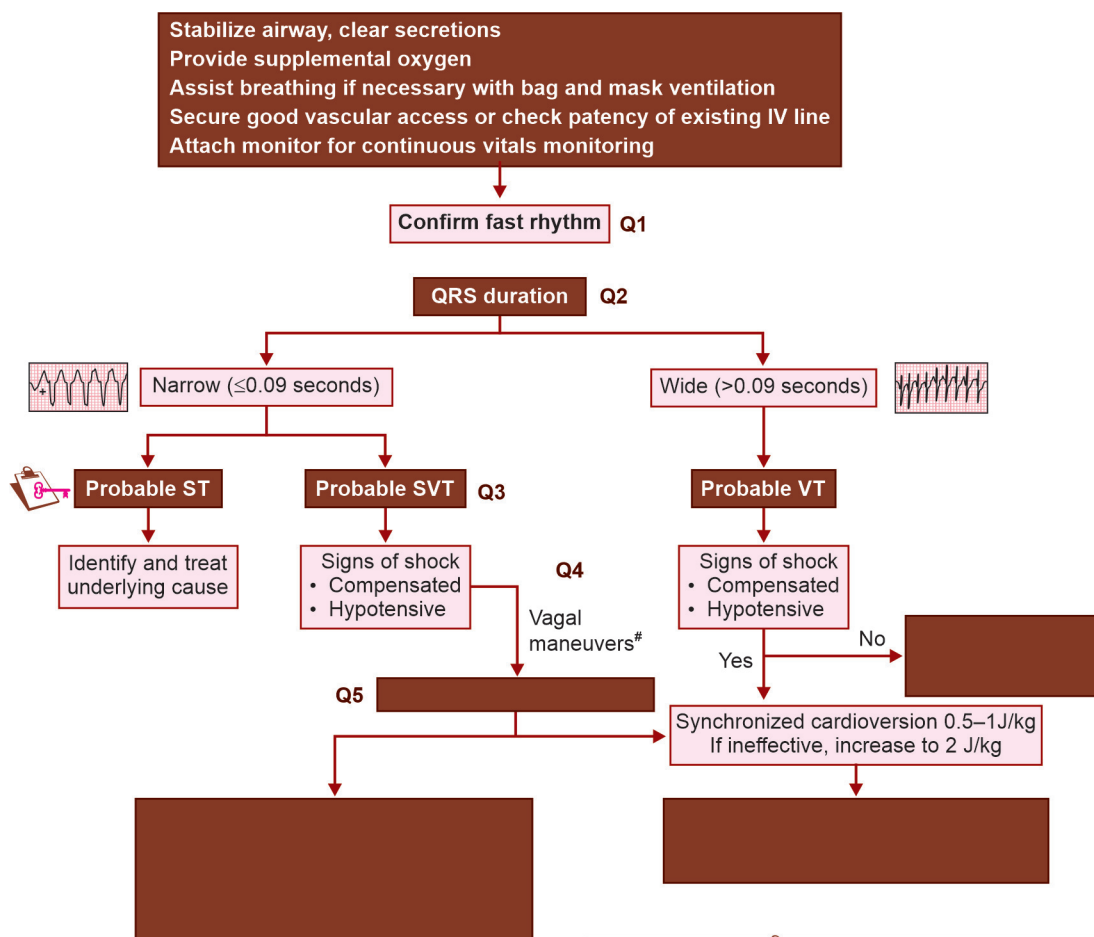 Stabilize airway, clear secretions
Provide supplemental oxygen
Assist breathing if necessary with bag and mask ventilation
Secure good vascular access or check patency of existing IV line
Attach monitor for continuous vitals monitoring
Confirm fast rhythm
Q1
QRS duration
Q2
Narrow (≤0.09 seconds)
Wide (>0.09 seconds)
Probable ST
Probable SVT
Q3
Probable VT
Identify and treat
underlying cause
Signs of shock
• Compensated
• Hypotensive
Q4
Vagal
maneuvers#
Signs of shock
• Compensated
• Hypotensive
No
Yes
Q5
Synchronized cardioversion 0.5–1J/kg
If ineffective, increase to 2 J/kg